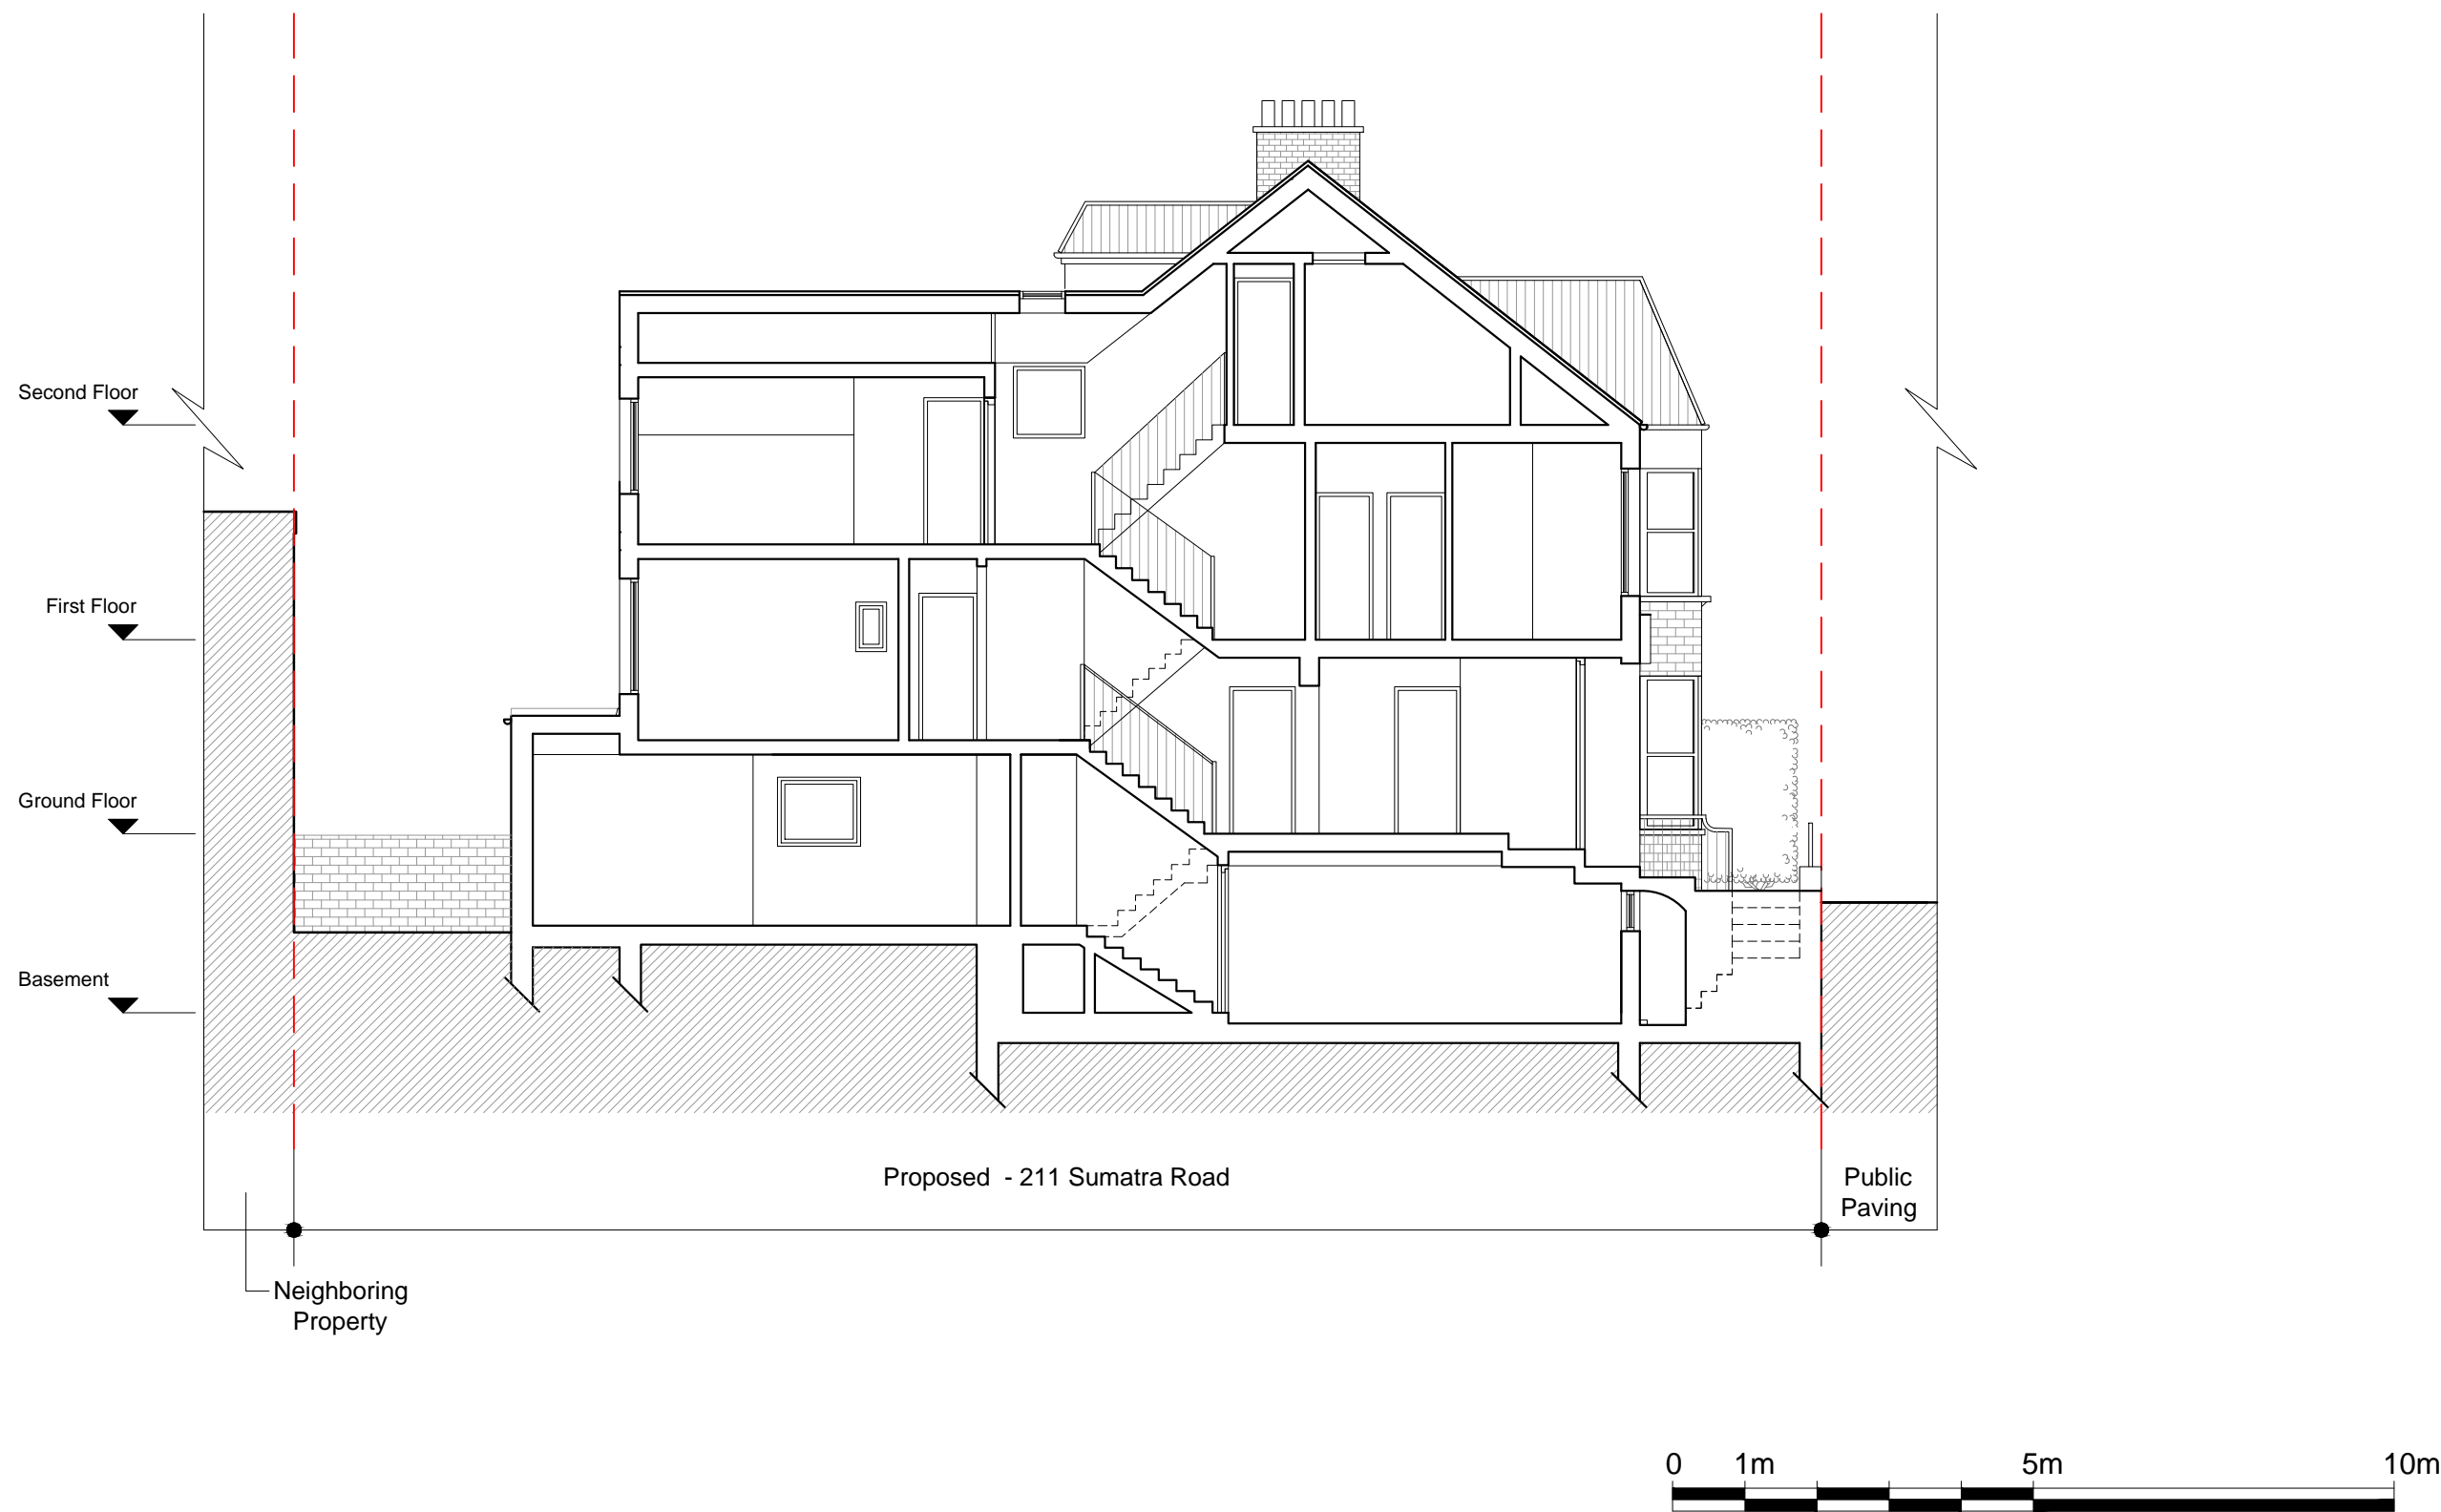 Second Floor
First Floor
Ground Floor
Basement
Proposed - 211 Sumatra Road
Public
Paving
Neighboring
Property
0 1m 5m 10m